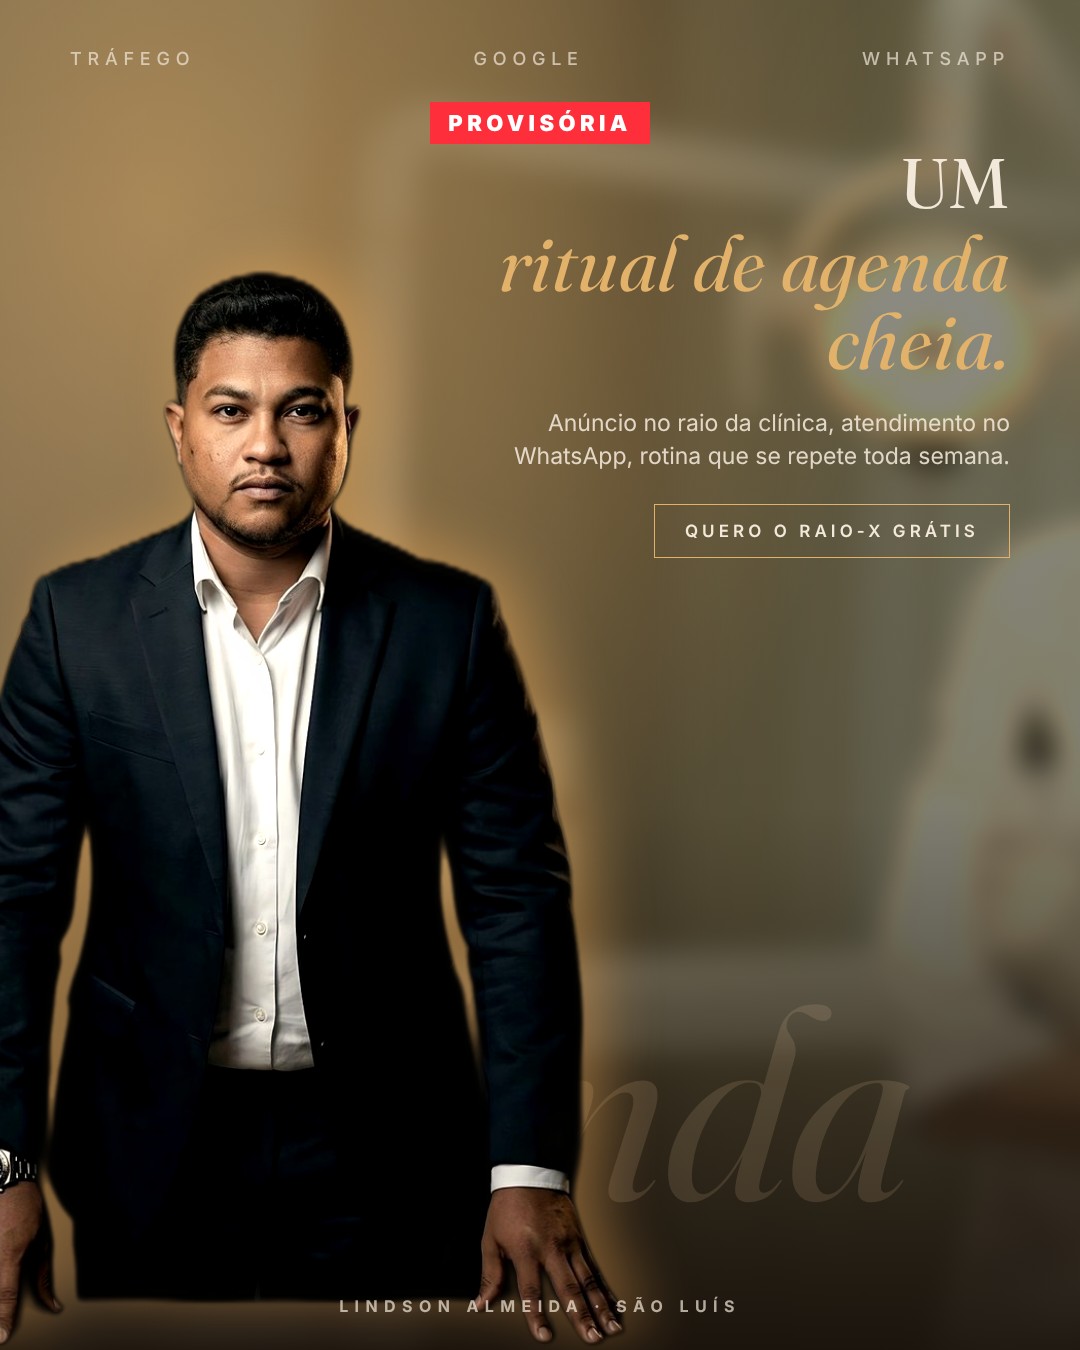 TRÁFEGO GOOGLE WHATSAPP
PROVISÓRIA
UM
ritual de agenda
cheia.
Anúncio no raio da clínica, atendimento no
WhatsApp, rotina que se repete toda semana.
QUERO O RAIO-X GRÁTIS
nda
LINDSON ALMEIDA · SÃO LUÍS